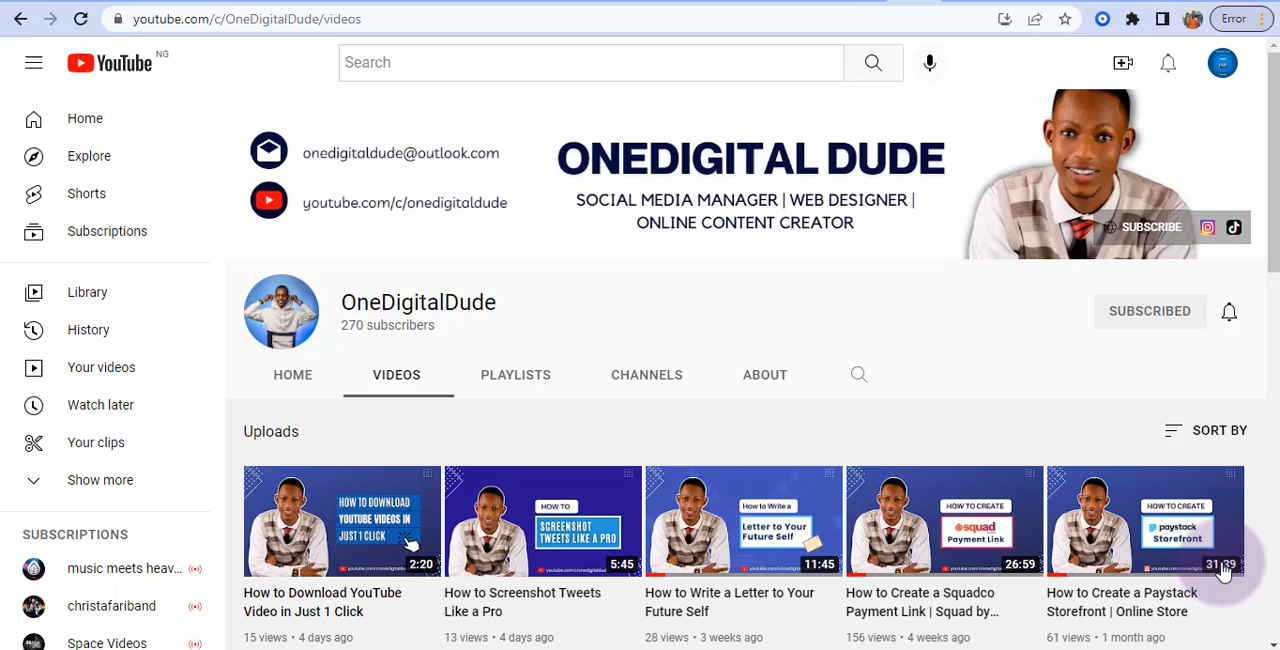 youtube.com/c/OneDigitalDude/videos
Error
YouTube NG
Search
Home
Explore
Shorts
Subscriptions
Library
History
Your videos
Watch later
Your clips
Show more
SUBSCRIPTIONS
music meets heav...
christafariband
Space Videos
onedigitaldude@outlook.com
youtube.com/c/onedigitaldude
ONEDIGITAL DUDE
SOCIAL MEDIA MANAGER | WEB DESIGNER |
ONLINE CONTENT CREATOR
SUBSCRIBE
OneDigitalDude
270 subscribers
SUBSCRIBED
HOME VIDEOS PLAYLISTS CHANNELS ABOUT
Uploads
SORT BY
HOW TO DOWNLOAD
YOUTUBE VIDEOS IN
JUST 1 CLICK
2:20
How to Download YouTube
Video in Just 1 Click
15 views • 4 days ago
HOW TO
SCREENSHOT
TWEETS LIKE A PRO
5:45
How to Screenshot Tweets
Like a Pro
13 views • 4 days ago
How to Write a
Letter to Your
Future Self
11:45
How to Write a Letter to Your
Future Self
28 views • 3 weeks ago
HOW TO CREATE
squad
Payment Link
26:59
How to Create a Squadco
Payment Link | Squad by...
156 views • 4 weeks ago
HOW TO CREATE
paystack
Storefront
31:39
How to Create a Paystack
Storefront | Online Store
61 views • 1 month ago